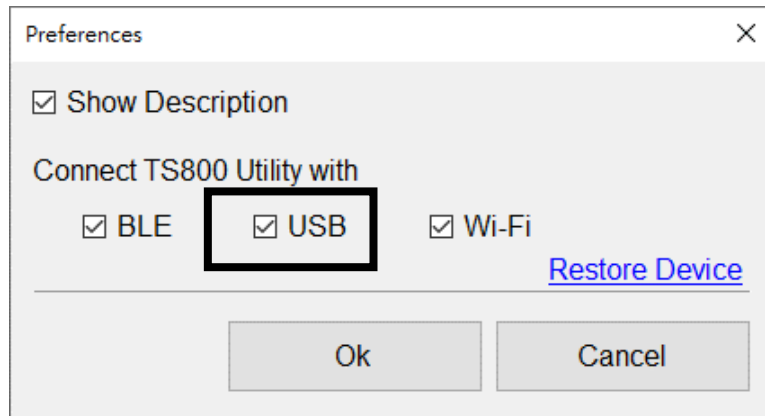 Preferences
Show Description
Connect TS800 Utility with
BLE USB Wi-Fi
Restore Device
Ok Cancel